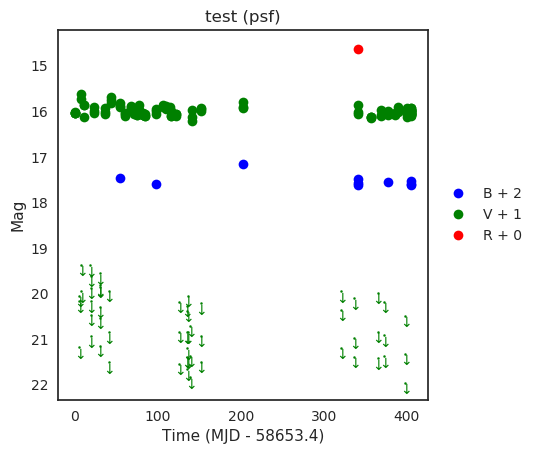 test (psf)
15
16
17
18
19
20
21
22
Mag
0
100
200
300
400
Time (MJD - 58653.4)
B + 2
V + 1
R + 0